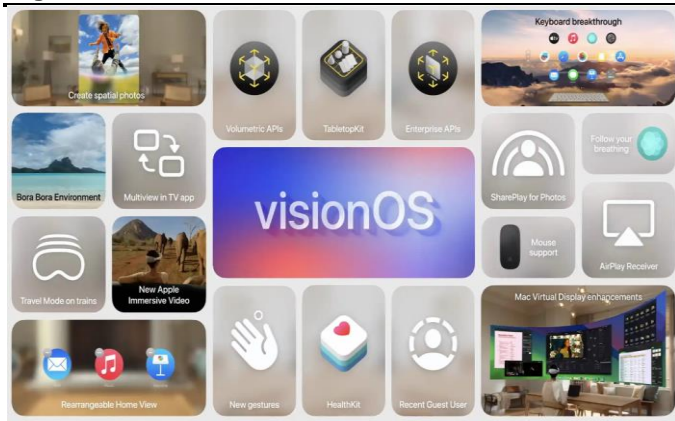 Create spatial photos
Volumetric APIs
TabletopKit
Enterprise APIs
Keyboard breakthrough
Bora Bora Environment
Multiview in TV app
visionOS
SharePlay for Photos
Follow your
breathing
Travel Mode on trains
New Apple
Immersive Video
Mouse
support
AirPlay Receiver
Rearrangeable Home View
New gestures
HealthKit
Recent Guest User
Mac Virtual Display enhancements